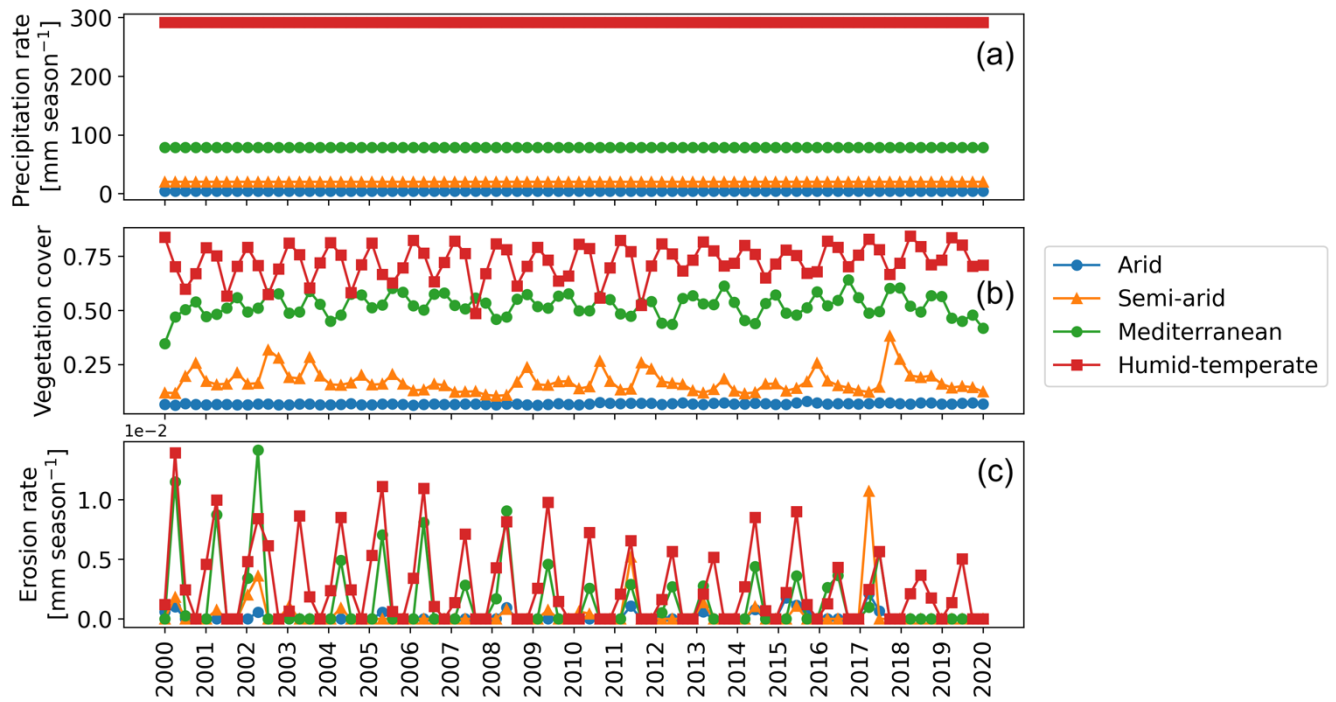 Precipitation rate
[mm season⁻¹]
300
200
100
0
(a)
Vegetation cover
0.75
0.50
0.25
(b)
Arid
Semi-arid
Mediterranean
Humid-temperate
1e-2
Erosion rate
[mm season⁻¹]
1.0
0.5
0.0
(c)
2000 2001 2002 2003 2004 2005 2006 2007 2008 2009 2010 2011 2012 2013 2014 2015 2016 2017 2018 2019 2020